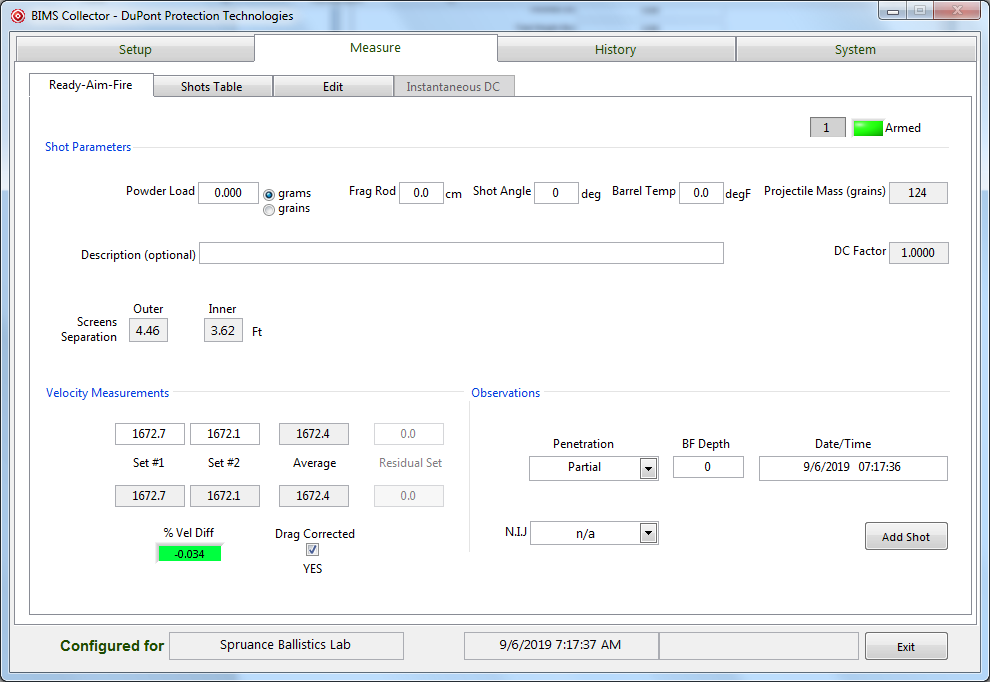 BIMS Collector - DuPont Protection Technologies
Setup
Measure
History
System
Ready-Aim-Fire
Shots Table
Edit
Instantaneous DC
1
Armed
Shot Parameters
Powder Load 0.000
grams
grains
Frag Rod 0.0 cm
Shot Angle 0 deg
Barrel Temp 0.0 degF
Projectile Mass (grains) 124
Description (optional)
DC Factor 1.0000
Outer
Inner
Screens
Separation
4.46
3.62
Ft
Velocity Measurements
1672.7
1672.1
1672.4
0.0
Set #1
Set #2
Average
Residual Set
1672.7
1672.1
1672.4
0.0
% Vel Diff
-0.034
Drag Corrected
YES
Observations
Penetration
BF Depth
Date/Time
Partial
0
9/6/2019 07:17:36
N.I.J
n/a
Add Shot
Configured for
Spruance Ballistics Lab
9/6/2019 7:17:37 AM
Exit